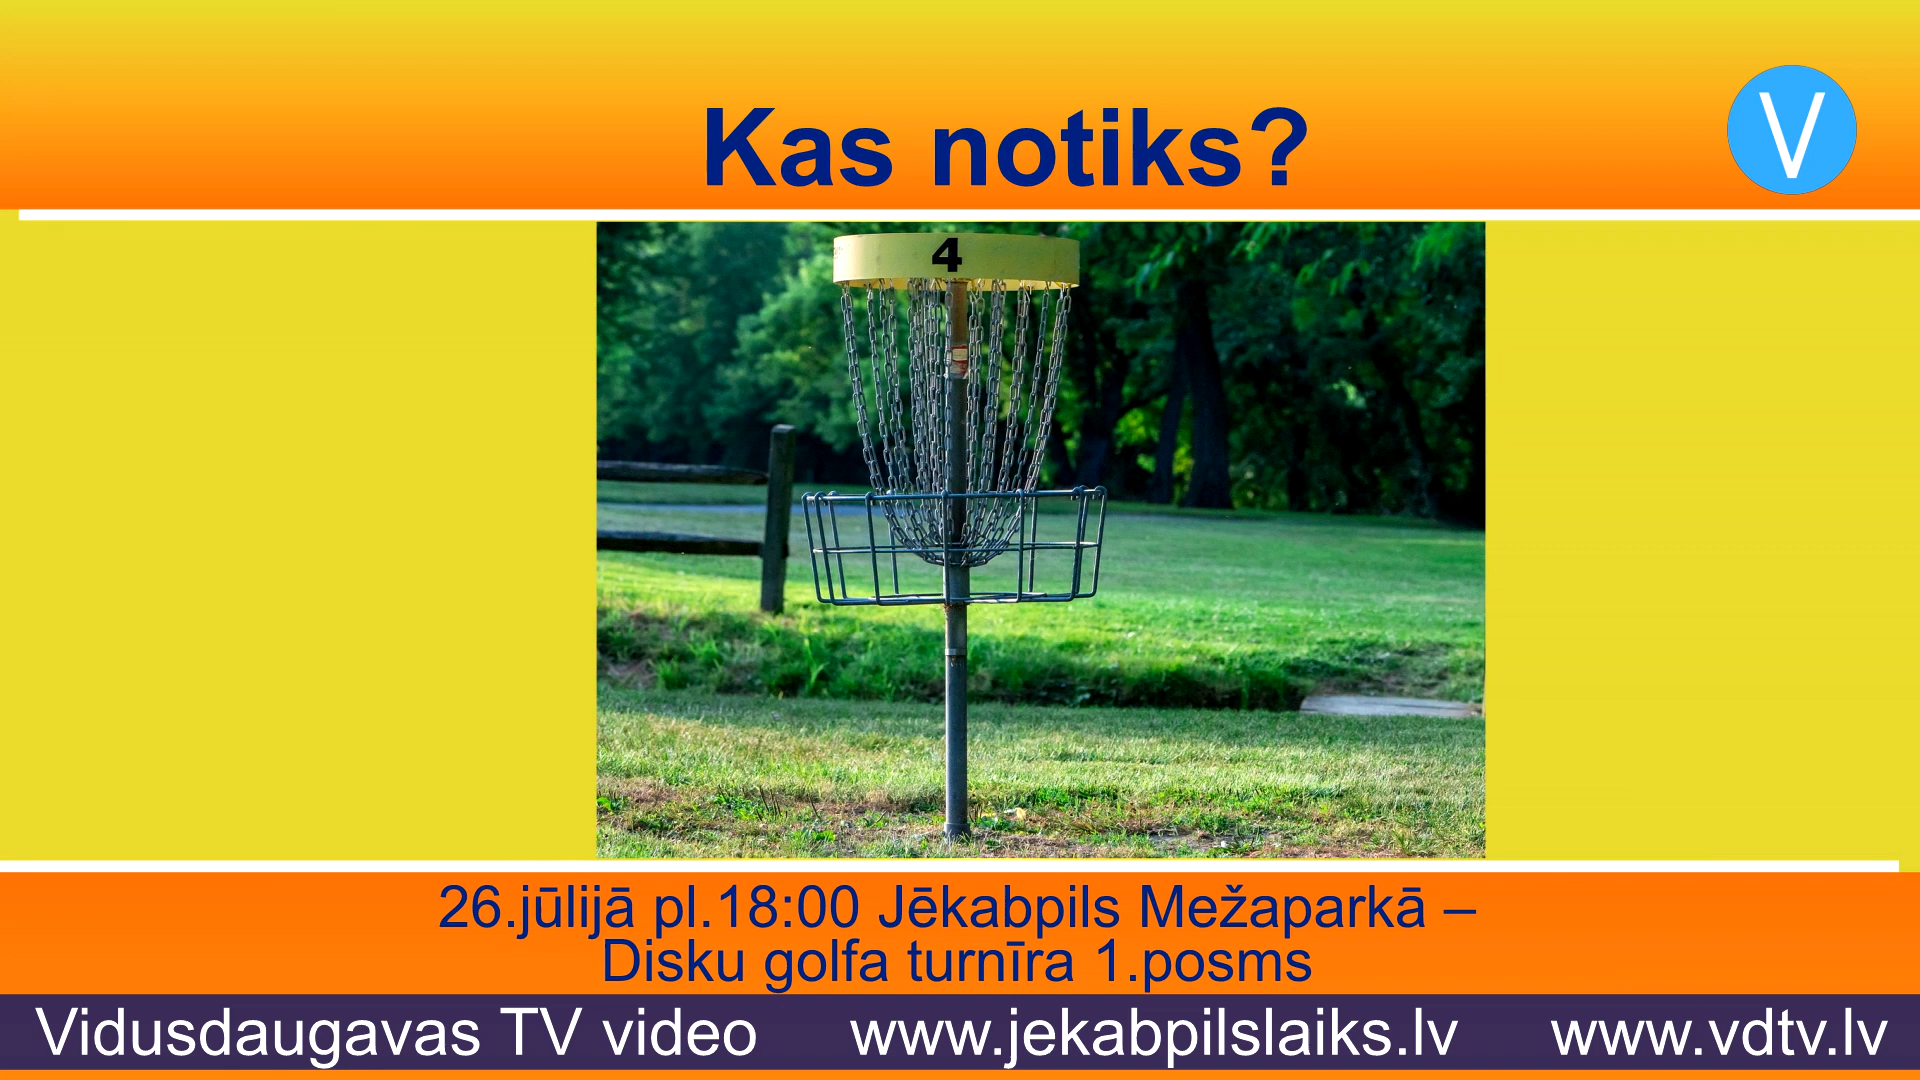 Kas notiks?
V
4
26.jūlijā pl.18:00 Jēkabpils Mežaparkā –
Disku golfa turnīra 1.posms
Vidusdaugavas TV video www.jekabpilslaiks.lv www.vdtv.lv